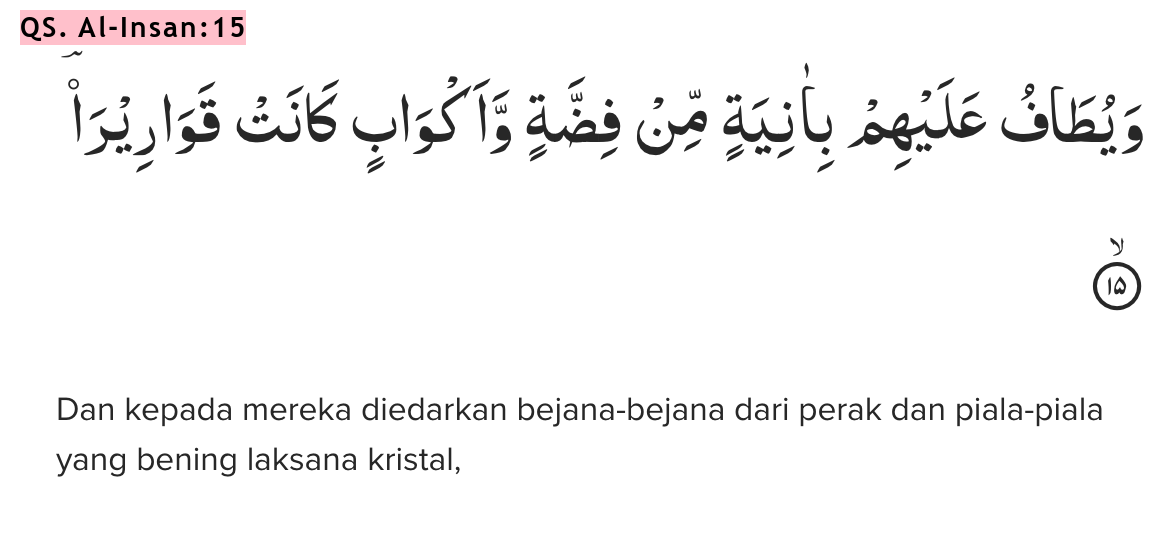 QS. Al-Insan:15
وَيُطَافُ عَلَيْهِمْ بِاٰنِيَةٍ مِّنْ فِضَّةٍ وَّاَكْوَابٍ كَانَتْ قَوَارِيْرَا۠ۙ
ۙ ۝١٥
Dan kepada mereka diedarkan bejana-bejana dari perak dan piala-piala
yang bening laksana kristal,